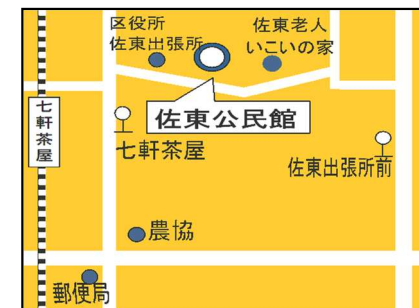 区役所
佐東出張所
佐東老人
いこいの家
七軒茶屋
佐東公民館
七軒茶屋
佐東出張所前
農協
郵便局